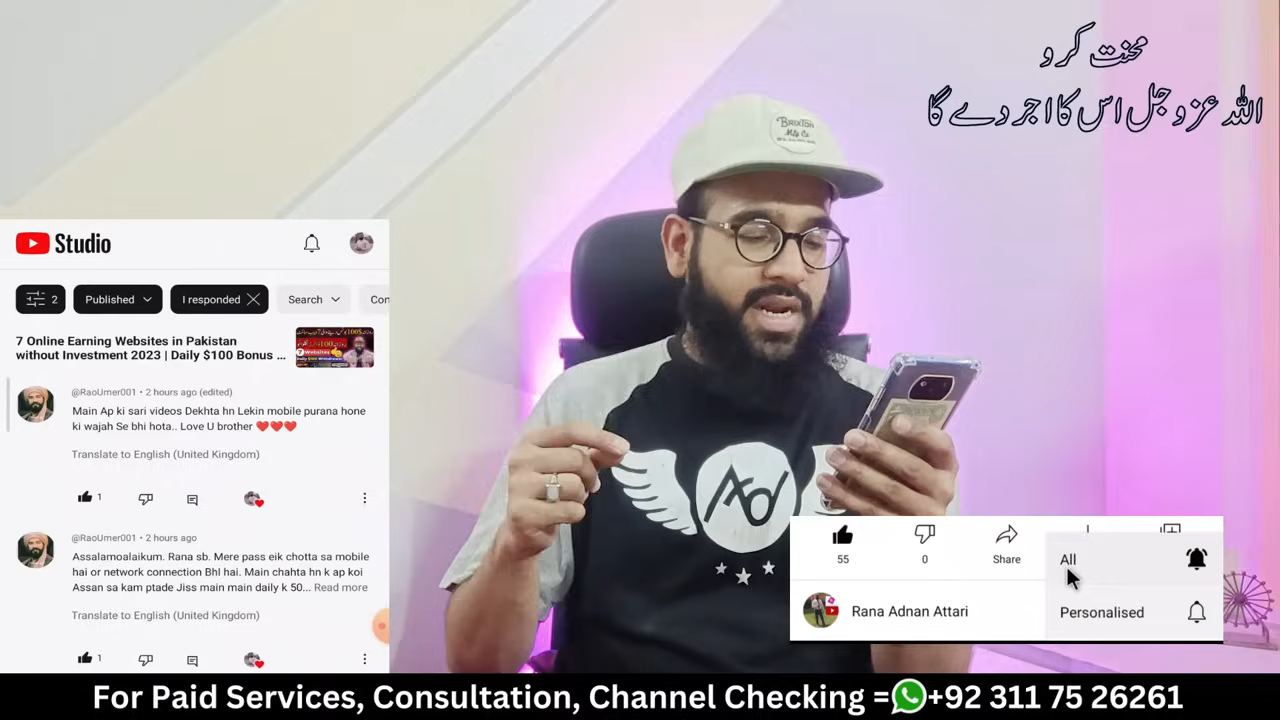 محنت کرو
اللہ عزوجل اس کا اجر دے گا
BRIXTON
Mfg Co
Studio
2
Published
I responded
Search
Con
7 Online Earning Websites in Pakistan
without Investment 2023 | Daily $100 Bonus ...
@RaoUmer001 • 2 hours ago (edited)
Main Ap ki sari videos Dekhta hn Lekin mobile purana hone
ki wajah Se bhi hota.. Love U brother ❤❤❤
Translate to English (United Kingdom)
1
@RaoUmer001 • 2 hours ago
Assalamoalaikum. Rana sb. Mere pass eik chotta sa mobile
hai or network connection Bhl hai. Main chahta hn k ap koi
Assan sa kam ptade Jiss main main daily k 50... Read more
Translate to English (United Kingdom)
1
55
0
Share
All
Rana Adnan Attari
Personalised
For Paid Services, Consultation, Channel Checking = +92 311 75 26261